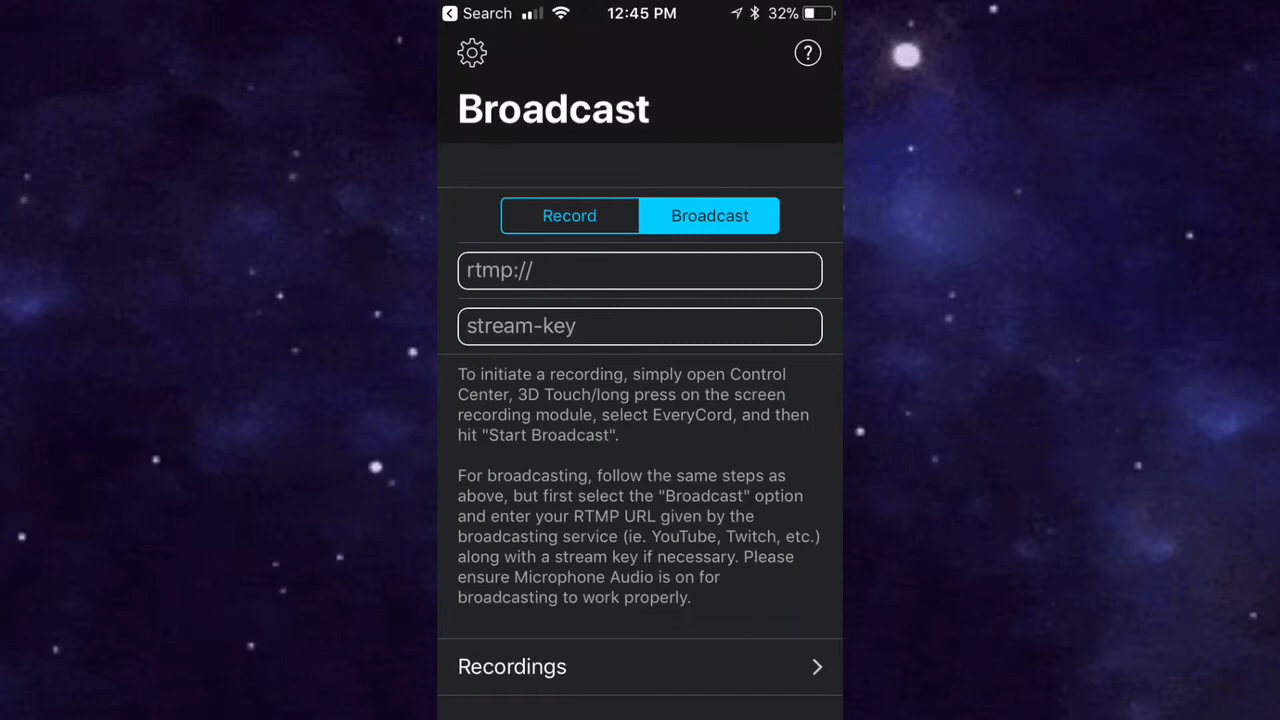 Search 12:45 PM 32%
?
Broadcast
Record Broadcast
rtmp://
stream-key
To initiate a recording, simply open Control
Center, 3D Touch/long press on the screen
recording module, select EveryCord, and then
hit "Start Broadcast".
For broadcasting, follow the same steps as
above, but first select the "Broadcast" option
and enter your RTMP URL given by the
broadcasting service (ie. YouTube, Twitch, etc.)
along with a stream key if necessary. Please
ensure Microphone Audio is on for
broadcasting to work properly.
Recordings